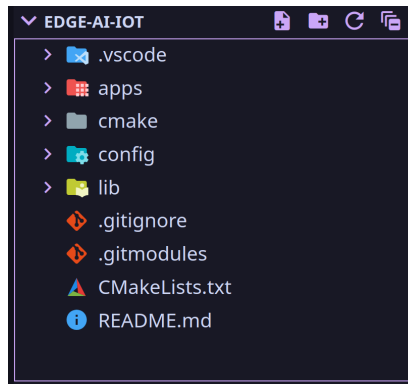 EDGE-AI-IOT
.vscode
apps
cmake
config
lib
.gitignore
.gitmodules
CMakeLists.txt
README.md